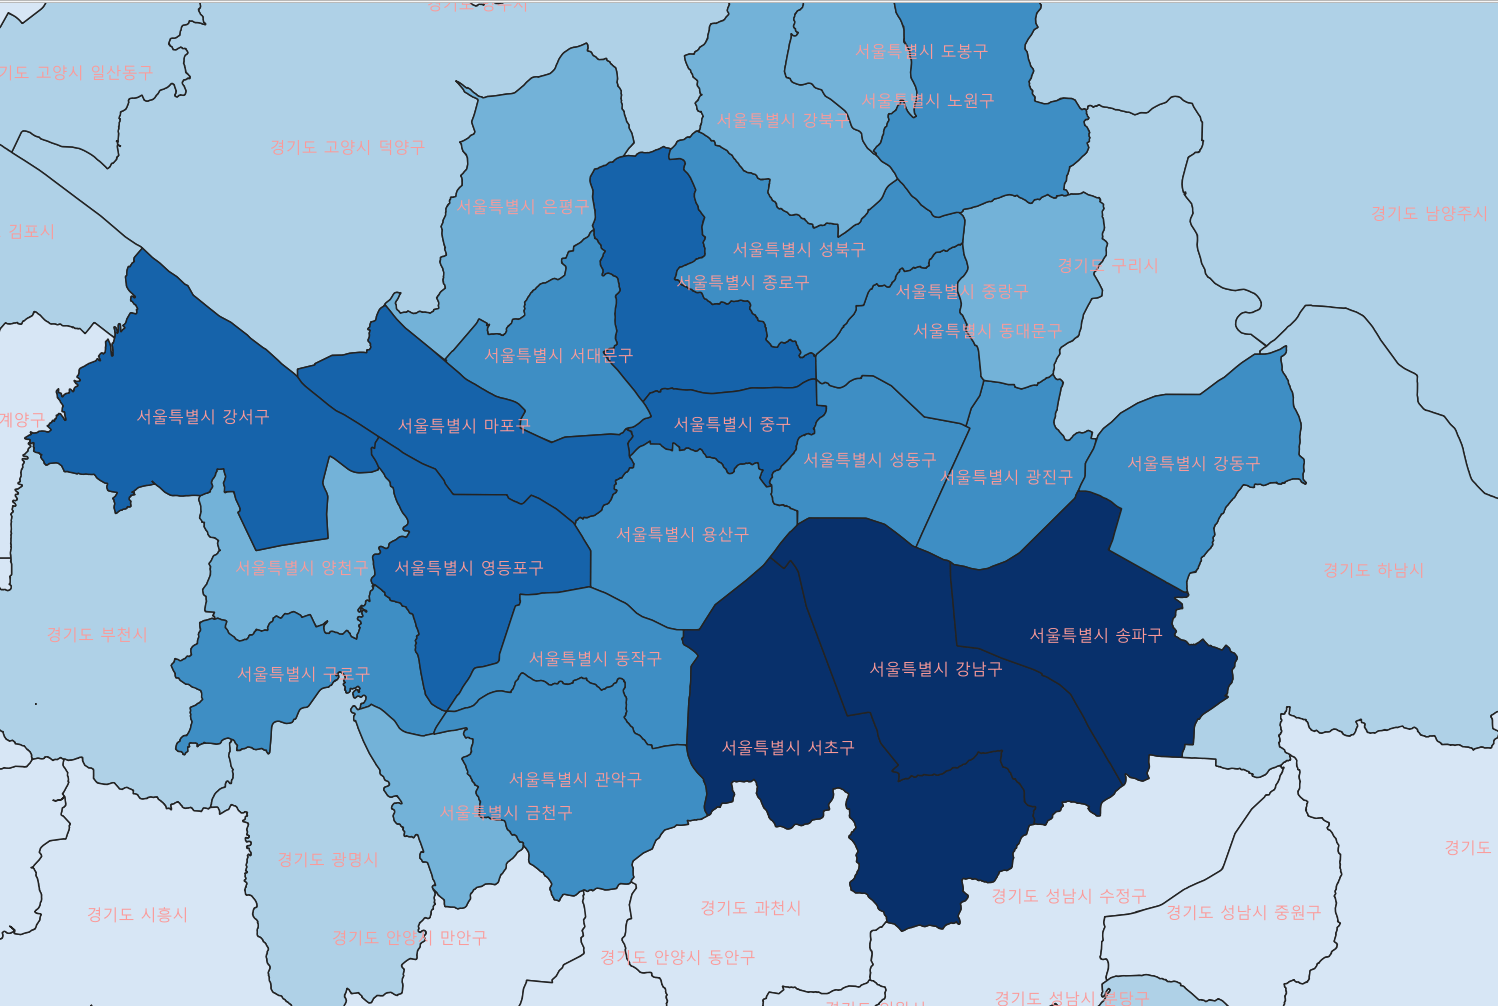 서울특별시 도봉구
기도 고양시 일산동구
서울특별시 노원구
서울특별시 강북구
경기도 고양시 덕양구
서울특별시 은평구
경기도 남양주시
김포시
서울특별시 성북구
경기도 구리시
서울특별시 종로구
서울특별시 중랑구
서울특별시 동대문구
서울특별시 서대문구
서울특별시 강서구
계양구
서울특별시 마포구
서울특별시 중구
서울특별시 성동구
서울특별시 강동구
서울특별시 광진구
서울특별시 용산구
서울특별시 양천구
서울특별시 영등포구
경기도 하남시
경기도 부천시
서울특별시 송파구
서울특별시 동작구
서울특별시 강남구
서울특별시 구로구
서울특별시 서초구
서울특별시 관악구
서울특별시 금천구
경기도
경기도 광명시
경기도 성남시 수정구
경기도 과천시
경기도 시흥시
경기도 성남시 중원구
경기도 안양시 만안구
경기도 안양시 동안구
경기도 성남시 분당구